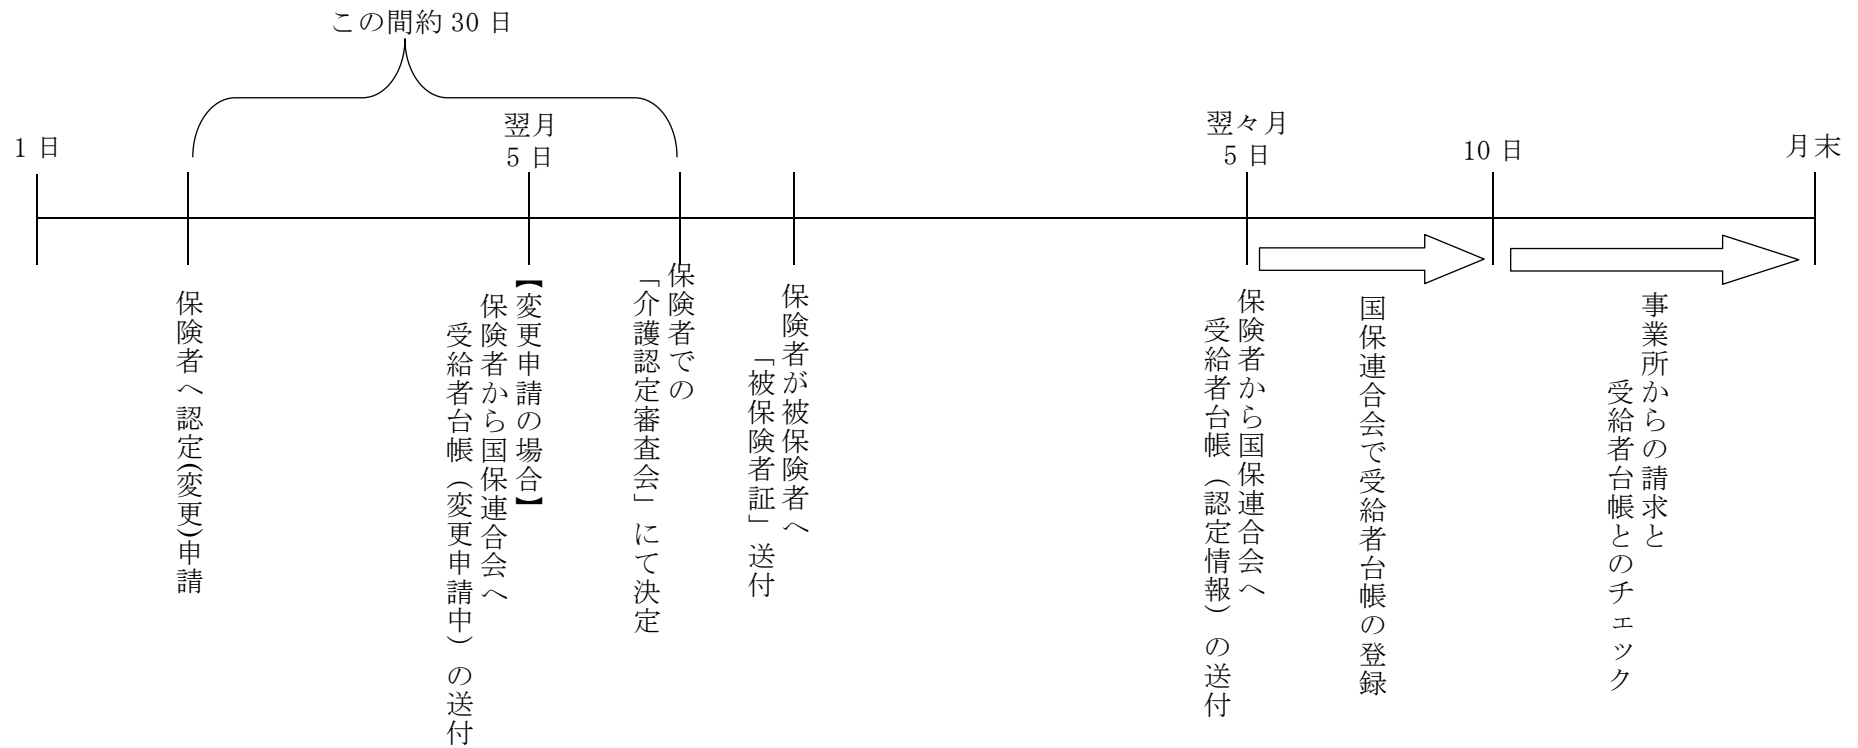 この間約 30 日
1 日
翌月
5 日
翌々月
5 日
10 日
月末
保険者へ認定(変更)申請
【変更申請の場合】
保険者から国保連合会へ
受給者台帳（変更申請中）の送付
保険者での
「介護認定審査会」にて決定
保険者が被保険者へ
「被保険者証」送付
保険者から国保連合会へ
受給者台帳（認定情報）の送付
国保連合会で受給者台帳の登録
事業所からの請求と
受給者台帳とのチェック